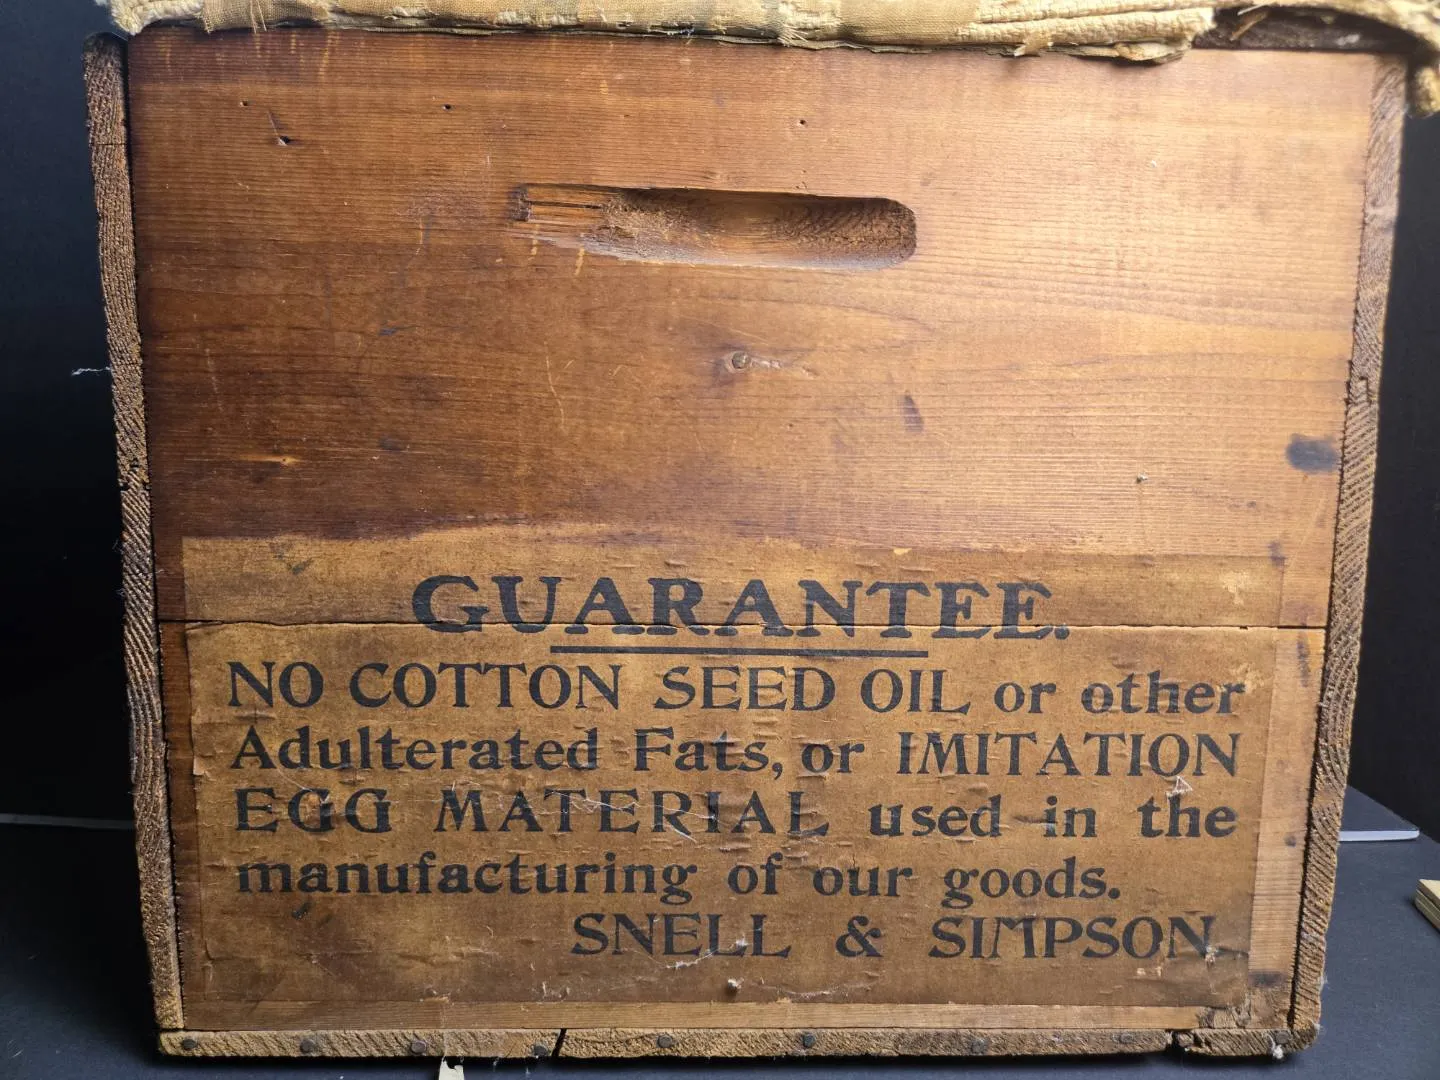 GUARANTEE.
NO COTTON SEED OIL or other
Adulterated Fats, or IMITATION
EGG MATERIAL used in the
manufacturing of our goods.
SNELL & SIMPSON